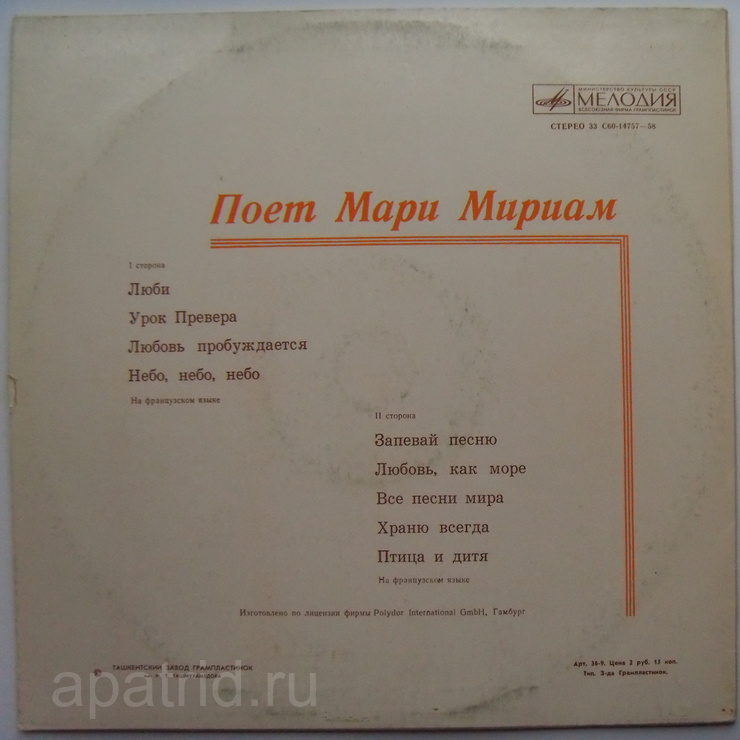 МИНИСТЕРСТВО КУЛЬТУРЫ СССР
МЕЛОДИЯ
ВСЕСОЮЗНАЯ ФИРМА ГРАМПЛАСТИНОК
СТЕРЕО 33 С60-14757—58
Поет Мари Мириам
I сторона
Люби
Урок Превера
Любовь пробуждается
Небо, небо, небо
На французском языке
II сторона
Запевай песню
Любовь, как море
Все песни мира
Храню всегда
Птица и дитя
На французском языке
Изготовлено по лицензии фирмы Polydor International GmbH, Гамбург
ТАШКЕНТСКИЙ ЗАВОД ГРАМПЛАСТИНОК
Арт. 36-9. Цена 2 руб. 15 коп.
Тип. З-да Грампластинок.
apatrid.ru